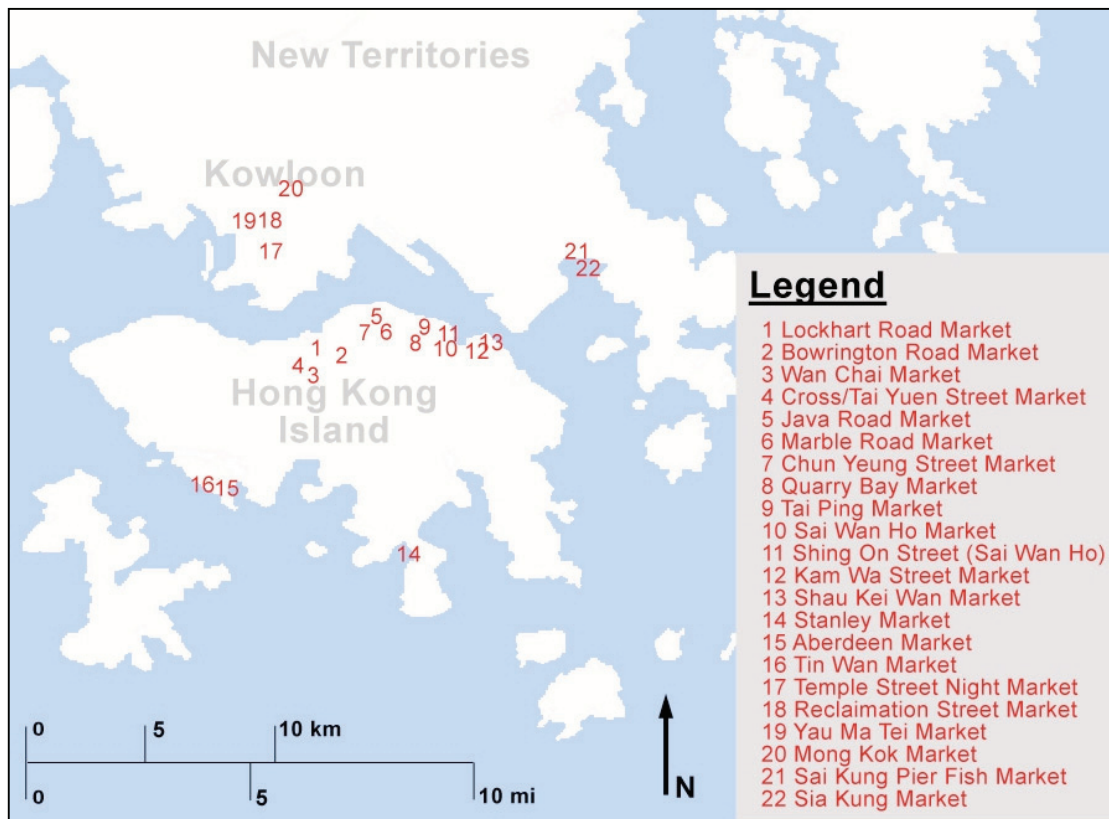 New Territories
Kowloon
20
19 18
17
21
22
5
7 6
9
8
11
10
12
13
1
2
4
3
Hong Kong
Island
16 15
14
Legend
1 Lockhart Road Market
2 Bowrington Road Market
3 Wan Chai Market
4 Cross/Tai Yuen Street Market
5 Java Road Market
6 Marble Road Market
7 Chun Yeung Street Market
8 Quarry Bay Market
9 Tai Ping Market
10 Sai Wan Ho Market
11 Shing On Street (Sai Wan Ho)
12 Kam Wa Street Market
13 Shau Kei Wan Market
14 Stanley Market
15 Aberdeen Market
16 Tin Wan Market
17 Temple Street Night Market
18 Reclaimation Street Market
19 Yau Ma Tei Market
20 Mong Kok Market
21 Sai Kung Pier Fish Market
22 Sia Kung Market
0 5 10 km
0 5 10 mi
N